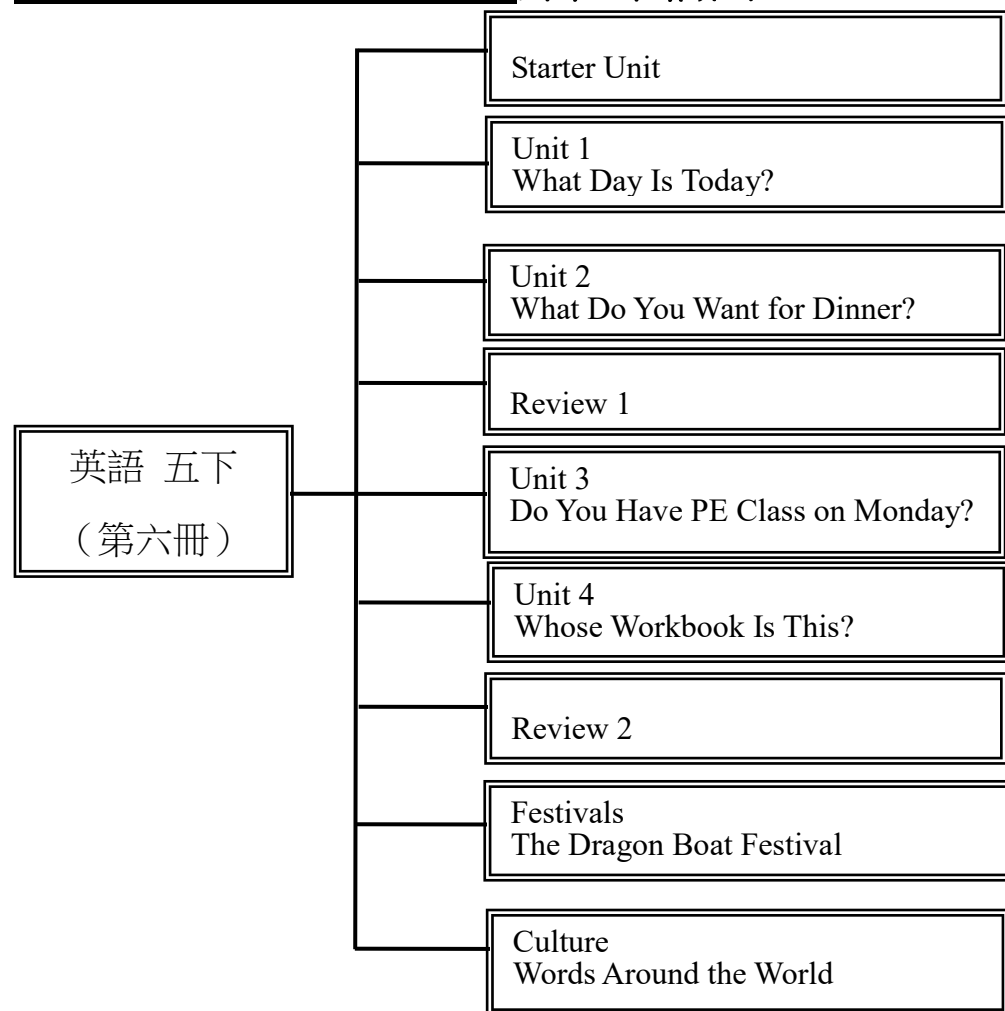 Starter Unit
Unit 1
What Day Is Today?
Unit 2
What Do You Want for Dinner?
Review 1
英語 五下
（第六冊）
Unit 3
Do You Have PE Class on Monday?
Unit 4
Whose Workbook Is This?
Review 2
Festivals
The Dragon Boat Festival
Culture
Words Around the World